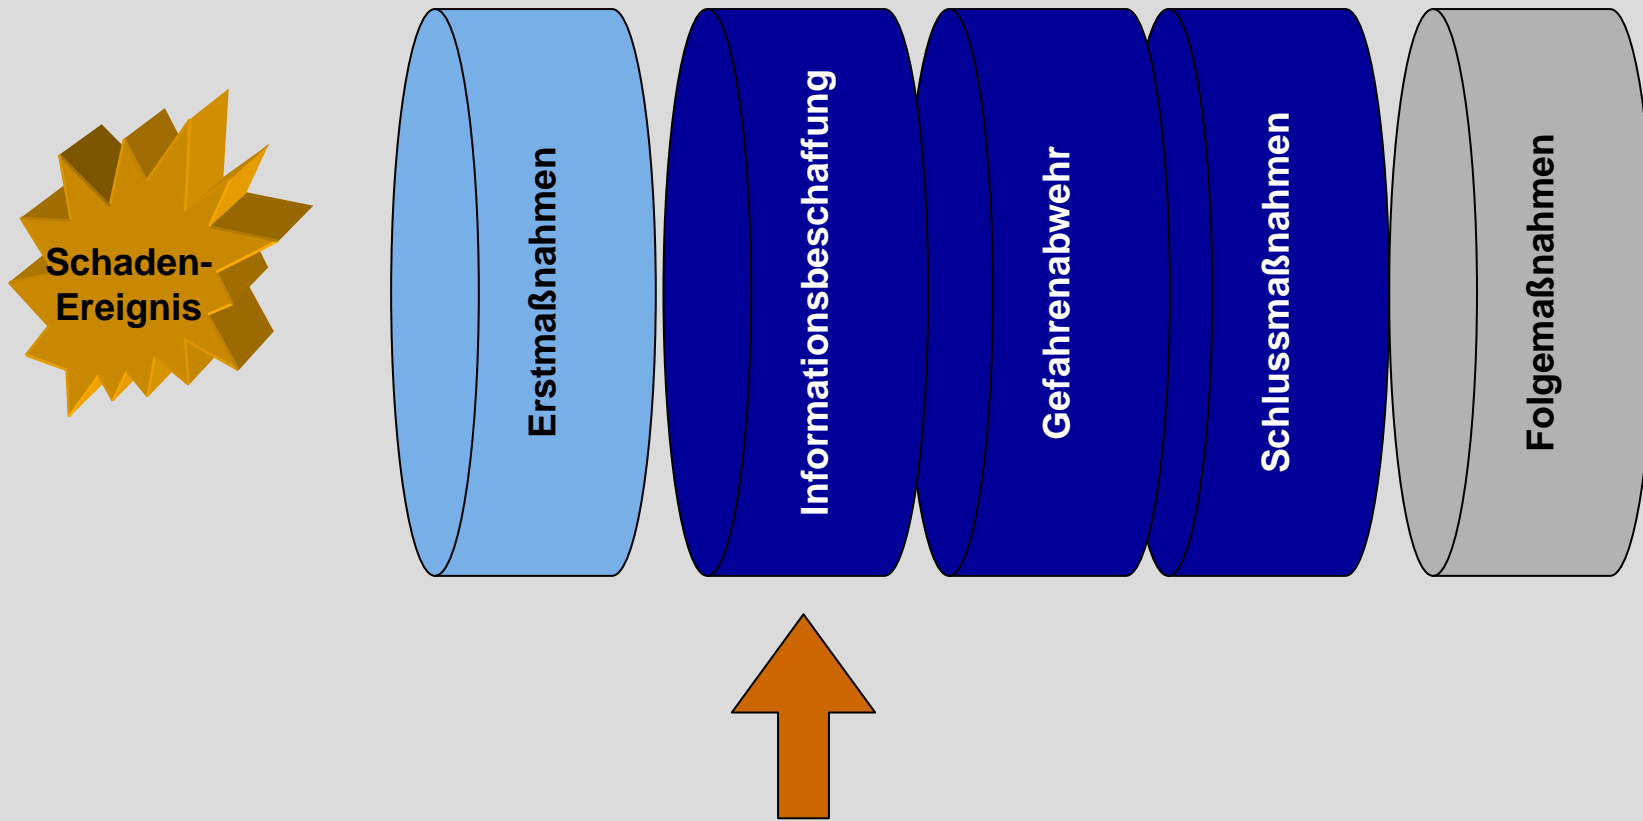 Schaden-
Ereignis
Erstmaßnahmen
Informationsbeschaffung
Gefahrenabwehr
Schlussmaßnahmen
Folgemaßnahmen